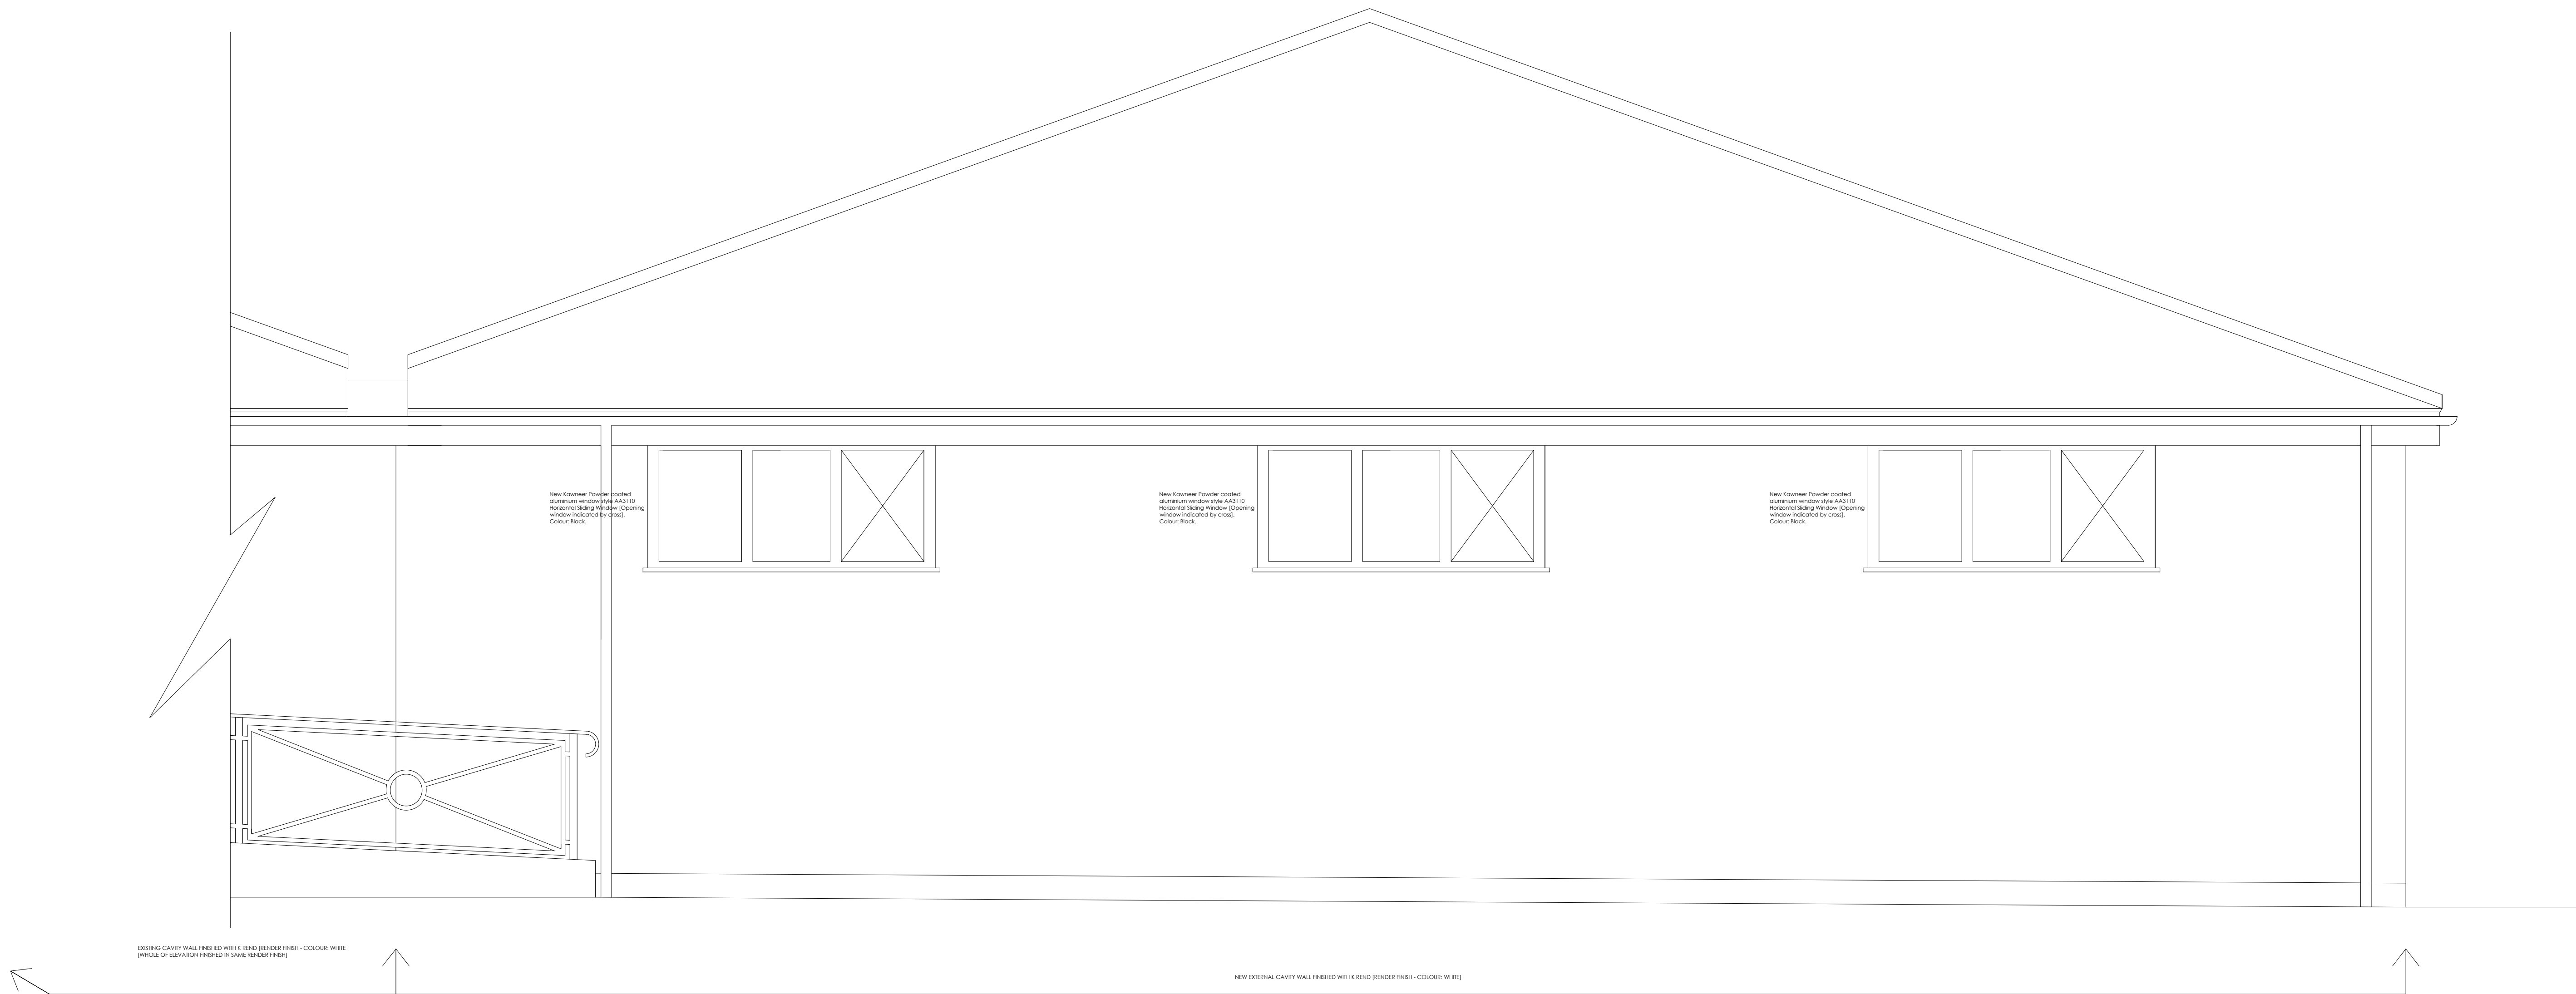 New Kawneer Powder coated
aluminium window style AA3110
Horizontal Sliding Window [Opening
window indicated by cross].
Colour: Black.
New Kawneer Powder coated
aluminium window style AA3110
Horizontal Sliding Window [Opening
window indicated by cross].
Colour: Black.
New Kawneer Powder coated
aluminium window style AA3110
Horizontal Sliding Window [Opening
window indicated by cross].
Colour: Black.
EXISTING CAVITY WALL FINISHED WITH K REND [RENDER FINISH - COLOUR: WHITE
[WHOLE OF ELEVATION FINISHED IN SAME RENDER FINISH]
NEW EXTERNAL CAVITY WALL FINISHED WITH K REND [RENDER FINISH - COLOUR: WHITE]